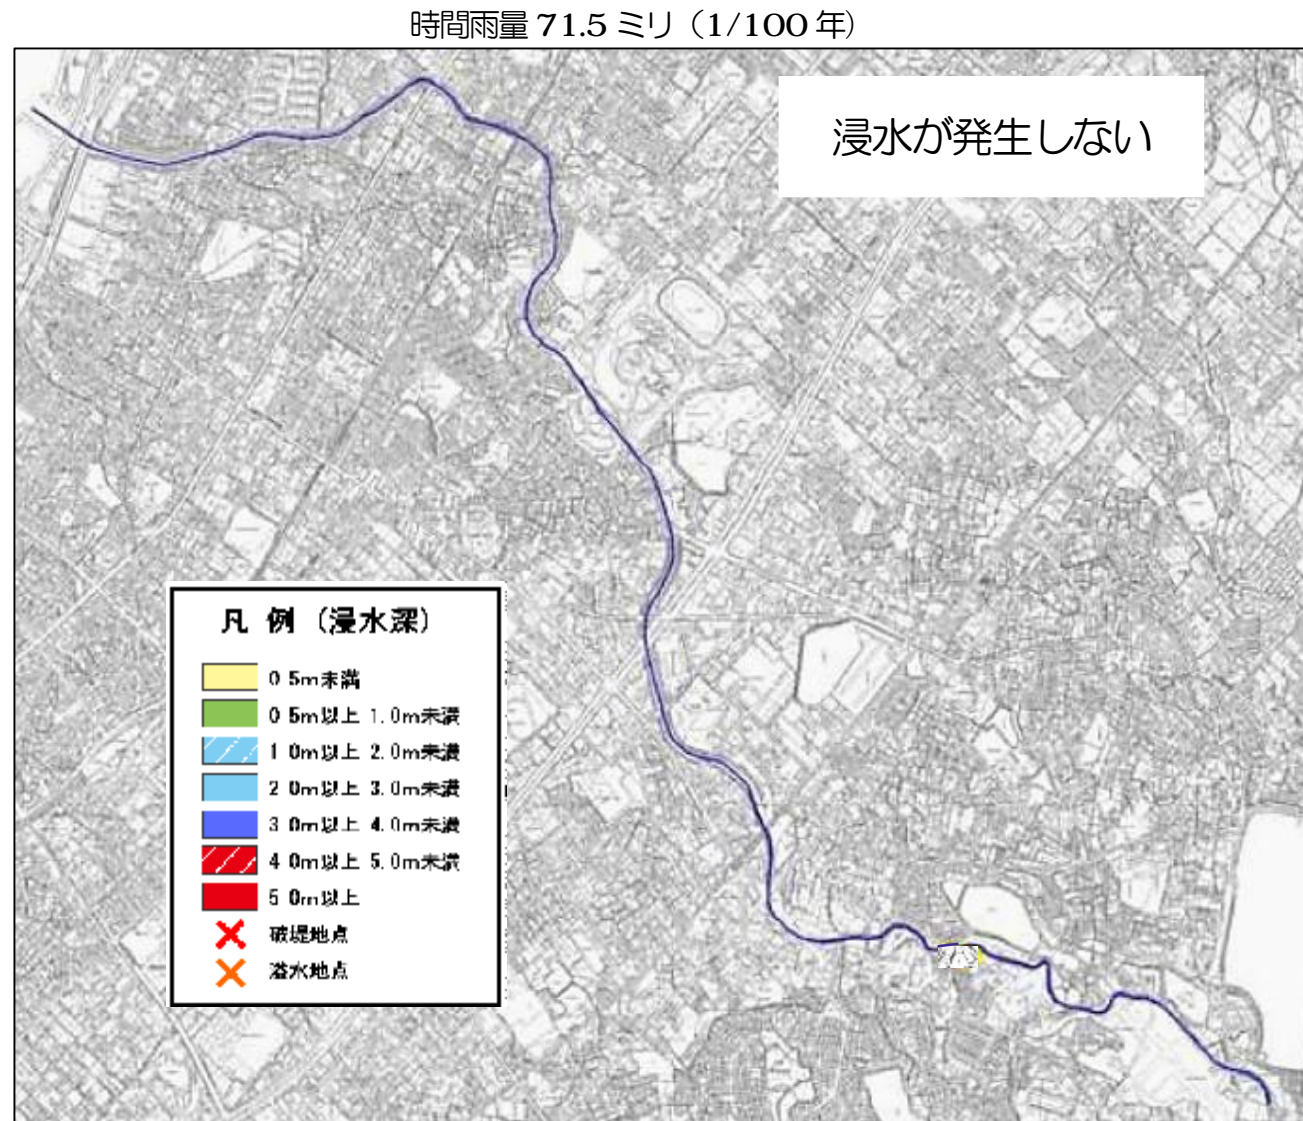 時間雨量 71.5 ミリ（1/100 年）
浸水が発生しない
凡 例 （浸水深）
0 5m未満
0 5m以上 1.0m未満
1 0m以上 2.0m未満
2 0m以上 3.0m未満
3 0m以上 4.0m未満
4 0m以上 5.0m未満
5 0m以上
破堤地点
溢水地点